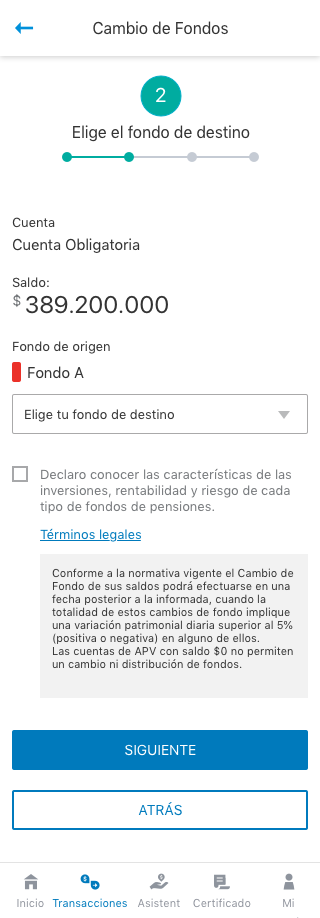 Cambio de Fondos
2
Elige el fondo de destino
Cuenta
Cuenta Obligatoria
Saldo:
$ 389.200.000
Fondo de origen
Fondo A
Elige tu fondo de destino
Declaro conocer las características de las
inversiones, rentabilidad y riesgo de cada
tipo de fondos de pensiones.
Términos legales
Conforme a la normativa vigente el Cambio de
Fondo de sus saldos podrá efectuarse en una
fecha posterior a la informada, cuando la
totalidad de estos cambios de fondo implique
una variación patrimonial diaria superior al 5%
(positiva o negativa) en alguno de ellos.
Las cuentas de APV con saldo $0 no permiten
un cambio ni distribución de fondos.
SIGUIENTE
ATRÁS
Inicio Transacciones Asistent Certificado Mi